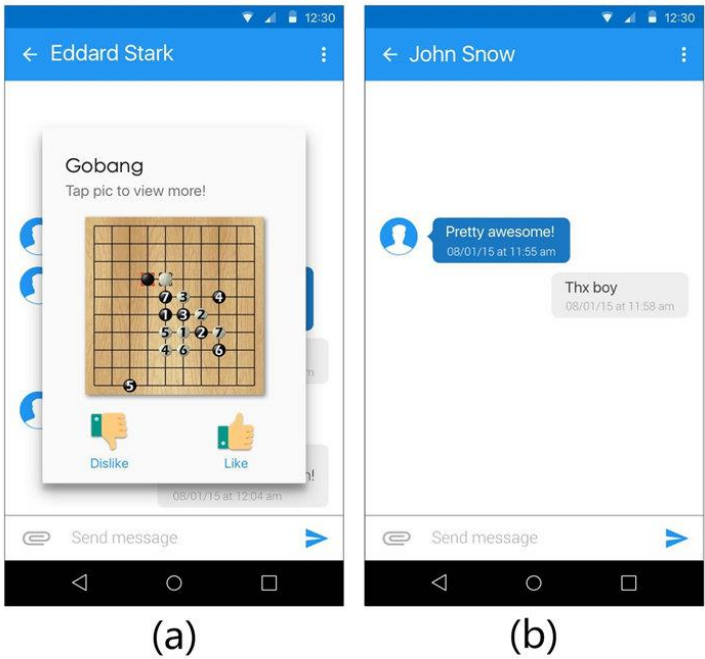 12:30
Eddard Stark
Gobang
Tap pic to view more!
7 3 4
1 3 2
5 1 2 7
4 6 6
5
Dislike Like
m
n!
08/01/15 at 12:04 am
Send message
(a)
12:30
John Snow
Pretty awesome!
08/01/15 at 11:55 am
Thx boy
08/01/15 at 11:58 am
Send message
(b)